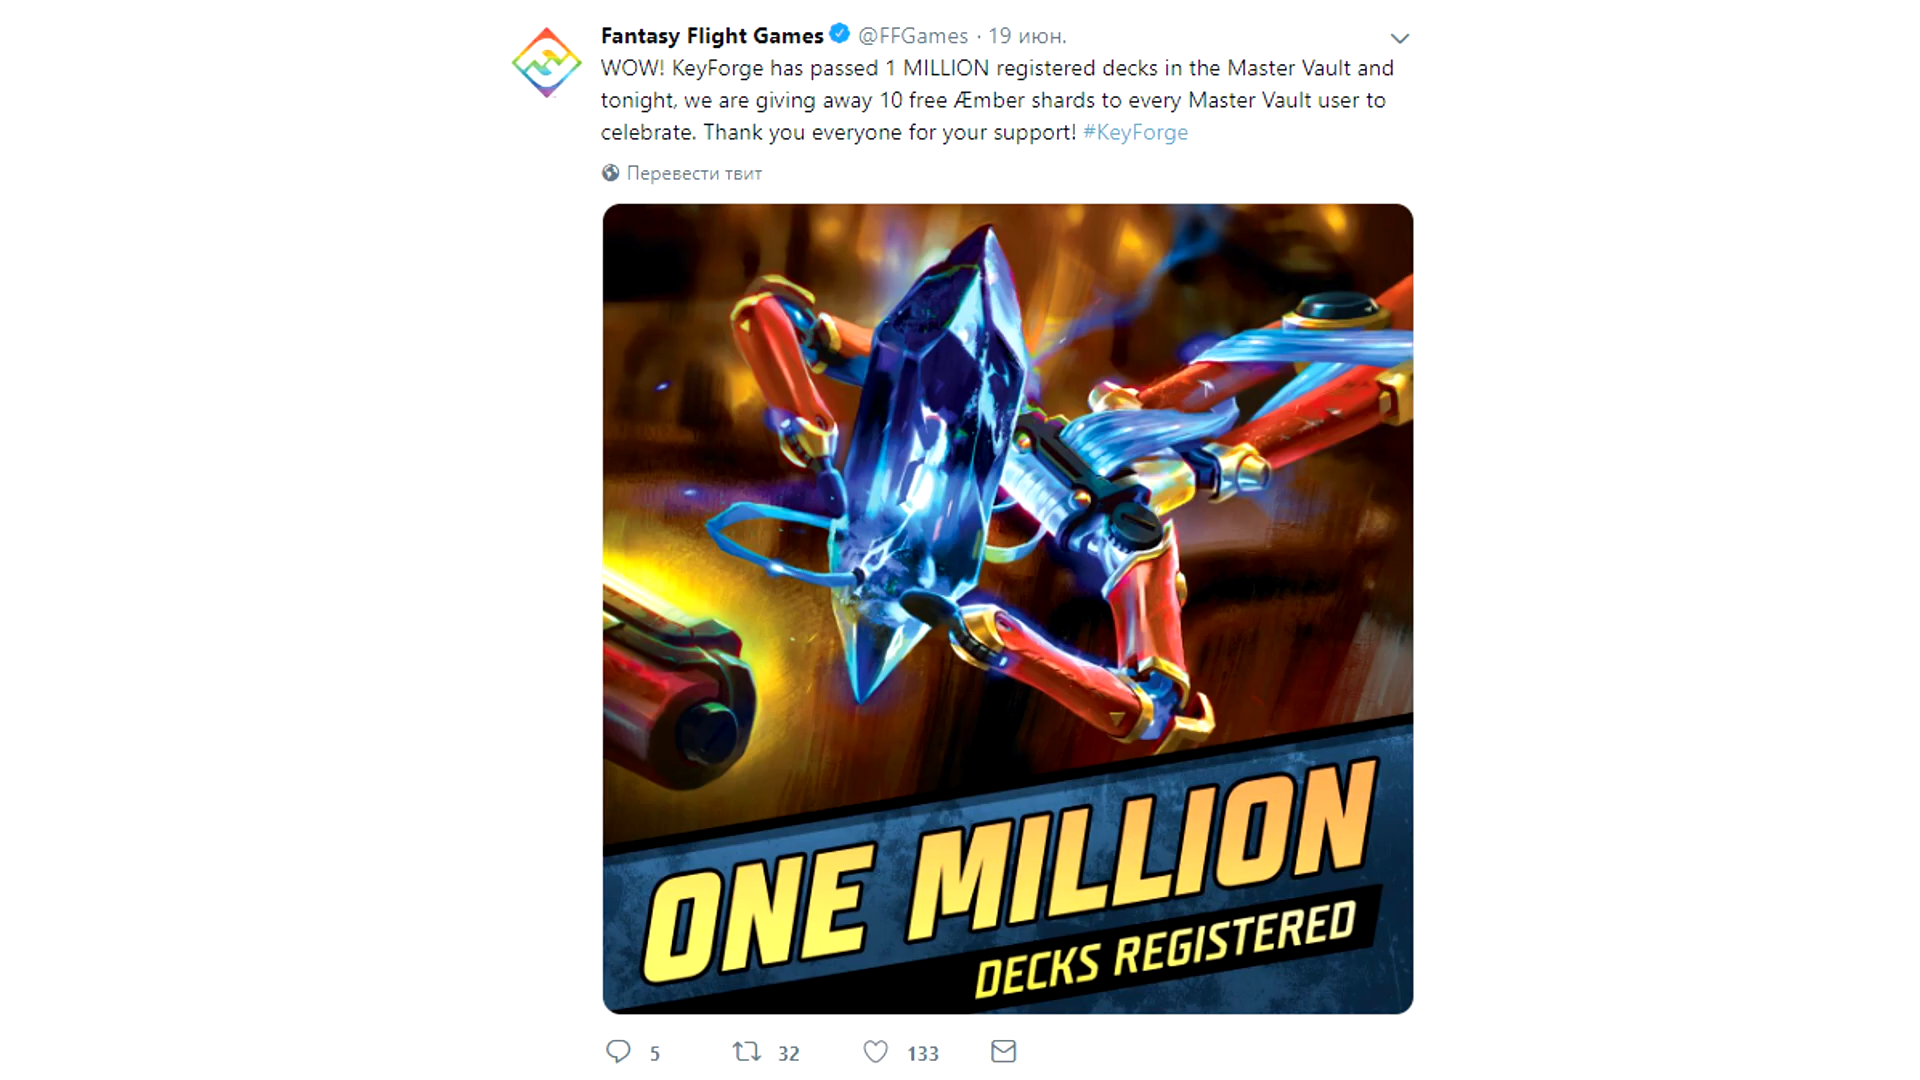 Fantasy Flight Games @FFGames · 19 июн.
WOW! KeyForge has passed 1 MILLION registered decks in the Master Vault and
tonight, we are giving away 10 free Æmber shards to every Master Vault user to
celebrate. Thank you everyone for your support! #KeyForge
Перевести твит
ONE MILLION
DECKS REGISTERED
5 32 133